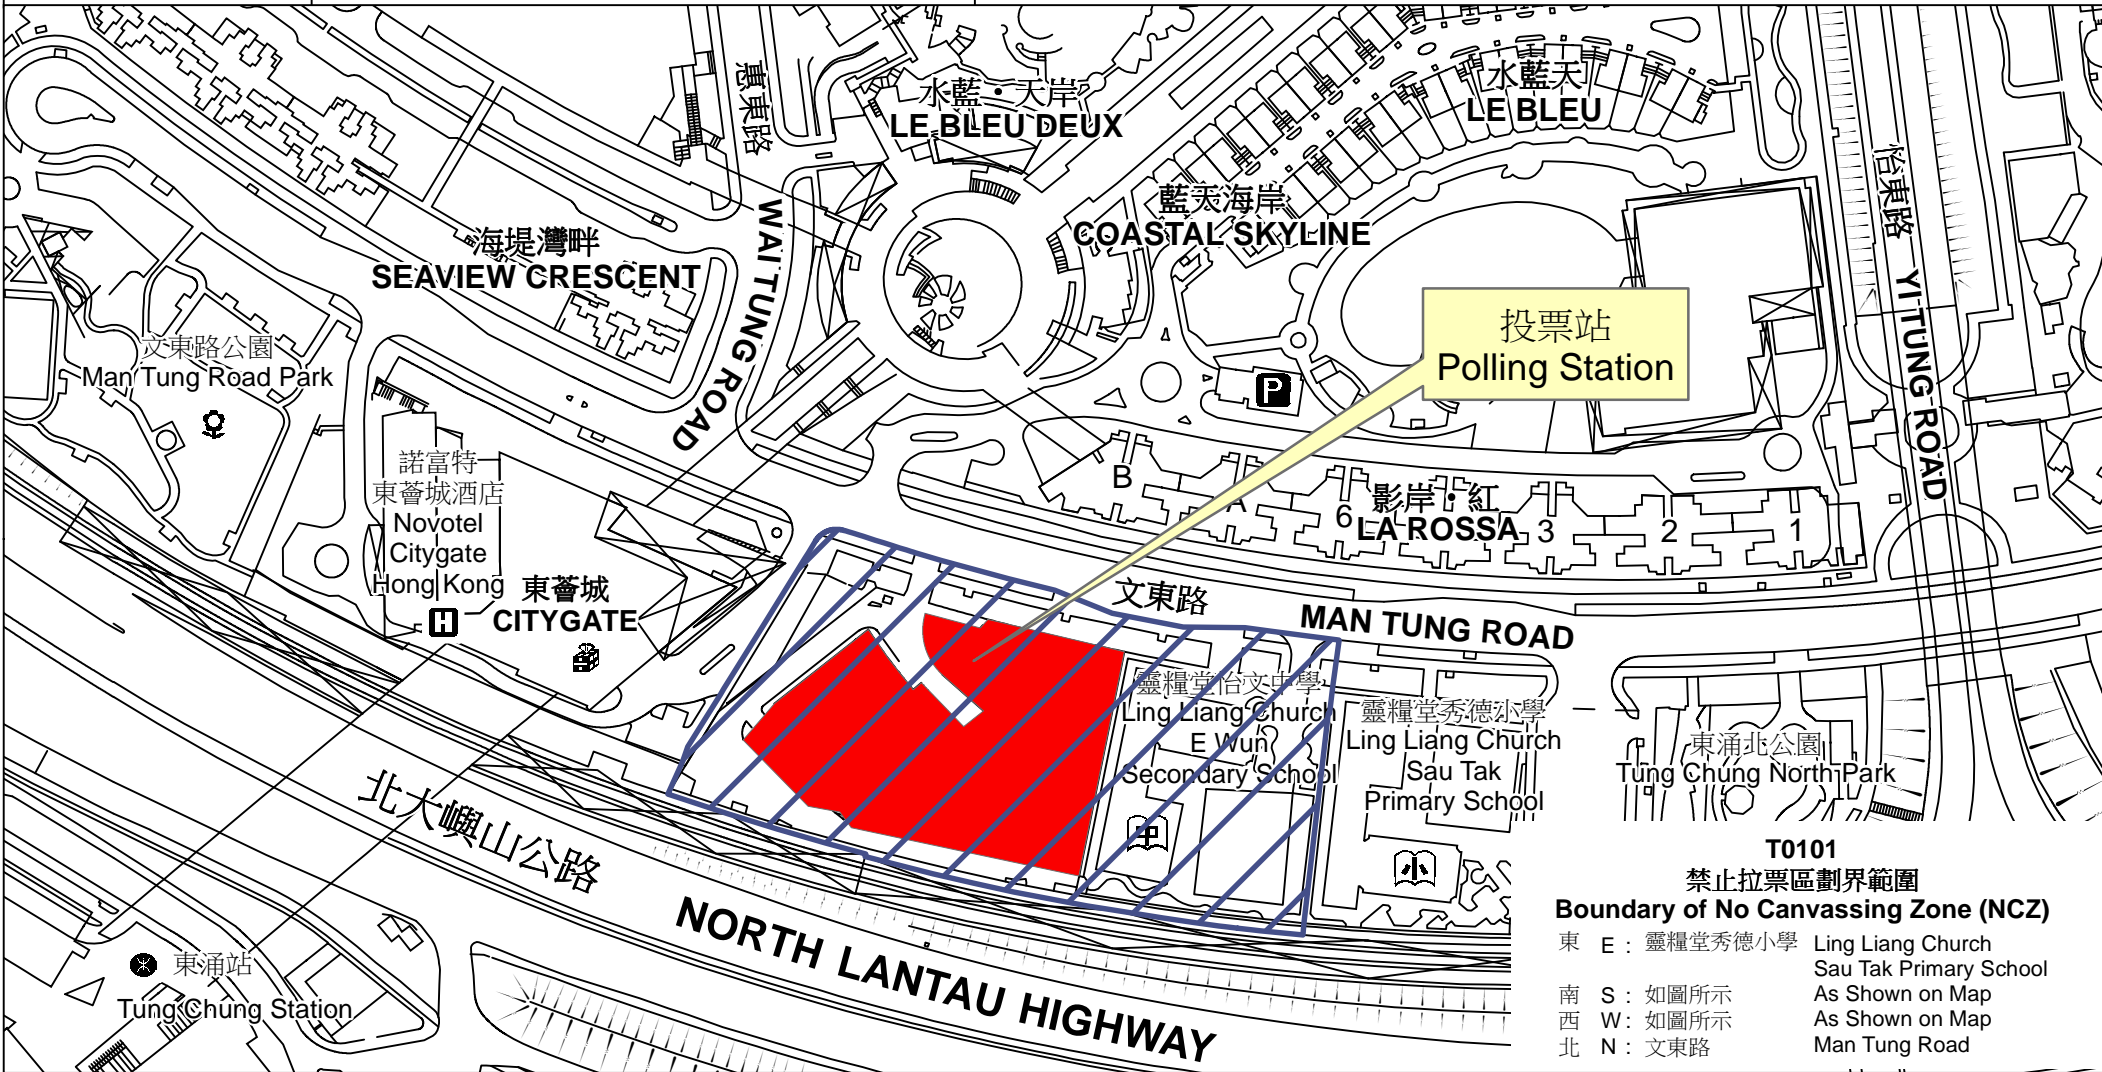 惠東路
水藍・天岸
LE BLEU DEUX
水藍天
LE BLEU
怡東路
YI TUNG ROAD
藍天海岸
COASTAL SKYLINE
WAI TUNG ROAD
海堤灣畔
SEAVIEW CRESCENT
投票站
Polling Station
文東路公園
Man Tung Road Park
P
諾富特
東薈城酒店
Novotel
Citygate
Hong Kong
H
東薈城
CITYGATE
B
A
6
影岸・紅
LA ROSSA
3
2
1
文東路
MAN TUNG ROAD
靈糧堂怡文中學
Ling Liang Church
E Wun
Secondary School
中
靈糧堂秀德小學
Ling Liang Church
Sau Tak
Primary School
小
東涌北公園
Tung Chung North Park
北大嶼山公路
NORTH LANTAU HIGHWAY
東涌站
Tung Chung Station
T0101
禁止拉票區劃界範圍
Boundary of No Canvassing Zone (NCZ)
東 E : 靈糧堂秀德小學 Ling Liang Church
Sau Tak Primary School
南 S : 如圖所示 As Shown on Map
西 W : 如圖所示 As Shown on Map
北 N : 文東路 Man Tung Road